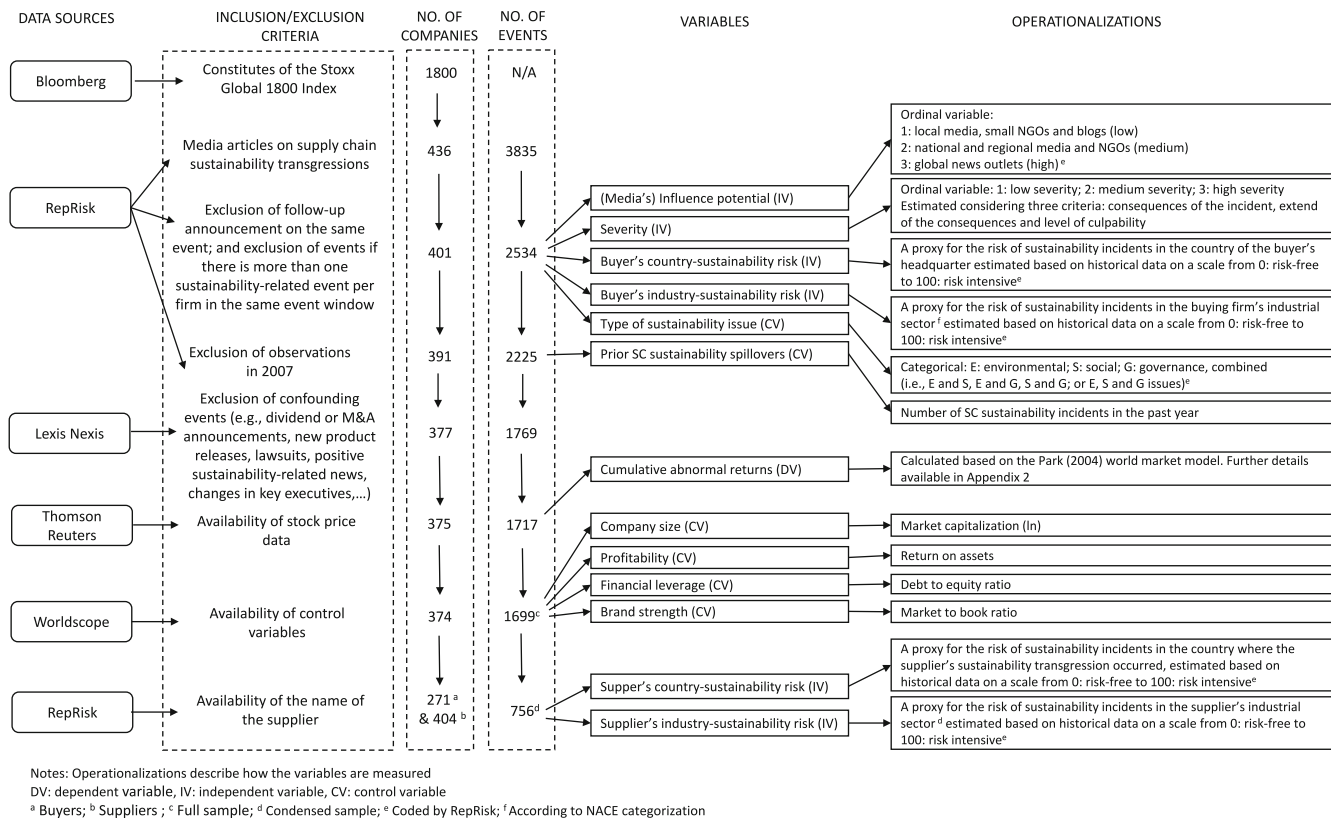 DATA SOURCES
INCLUSION/EXCLUSION
CRITERIA
NO. OF
COMPANIES
NO. OF
EVENTS
VARIABLES
OPERATIONALIZATIONS
Bloomberg
Constitutes of the Stoxx
Global 1800 Index
1800
N/A
RepRisk
Media articles on supply chain
sustainability transgressions
436
3835
Exclusion of follow-up
announcement on the same
event; and exclusion of events if
there is more than one
sustainability-related event per
firm in the same event window
401
2534
Exclusion of observations
in 2007
391
2225
Lexis Nexis
Exclusion of confounding
events (e.g., dividend or M&A
announcements, new product
releases, lawsuits, positive
sustainability-related news,
changes in key executives,...)
377
1769
Thomson
Reuters
Availability of stock price
data
375
1717
Worldscope
Availability of control
variables
374
1699c
RepRisk
Availability of the name of
the supplier
271 a
& 404 b
756d
(Media's) Influence potential (IV)
Ordinal variable:
1: local media, small NGOs and blogs (low)
2: national and regional media and NGOs (medium)
3: global news outlets (high) e
Severity (IV)
Ordinal variable: 1: low severity; 2: medium severity; 3: high severity
Estimated considering three criteria: consequences of the incident, extend
of the consequences and level of culpability
Buyer's country-sustainability risk (IV)
A proxy for the risk of sustainability incidents in the country of the buyer's
headquarter estimated based on historical data on a scale from 0: risk-free
to 100: risk intensivee
Buyer's industry-sustainability risk (IV)
A proxy for the risk of sustainability incidents in the buying firm's industrial
sector f estimated based on historical data on a scale from 0: risk-free to
100: risk intensivee
Type of sustainability issue (CV)
Categorical: E: environmental; S: social; G: governance, combined
(i.e., E and S, E and G, S and G; or E, S and G issues)e
Prior SC sustainability spillovers (CV)
Number of SC sustainability incidents in the past year
Cumulative abnormal returns (DV)
Calculated based on the Park (2004) world market model. Further details
available in Appendix 2
Company size (CV)
Market capitalization (ln)
Profitability (CV)
Return on assets
Financial leverage (CV)
Debt to equity ratio
Brand strength (CV)
Market to book ratio
Supper's country-sustainability risk (IV)
A proxy for the risk of sustainability incidents in the country where the
supplier's sustainability transgression occurred, estimated based on
historical data on a scale from 0: risk-free to 100: risk intensivee
Supplier's industry-sustainability risk (IV)
A proxy for the risk of sustainability incidents in the supplier's industrial
sector d estimated based on historical data on a scale from 0: risk-free to
100: risk intensivee
Notes: Operationalizations describe how the variables are measured
DV: dependent variable, IV: independent variable, CV: control variable
a Buyers; b Suppliers ; c Full sample; d Condensed sample; e Coded by RepRisk; f According to NACE categorization